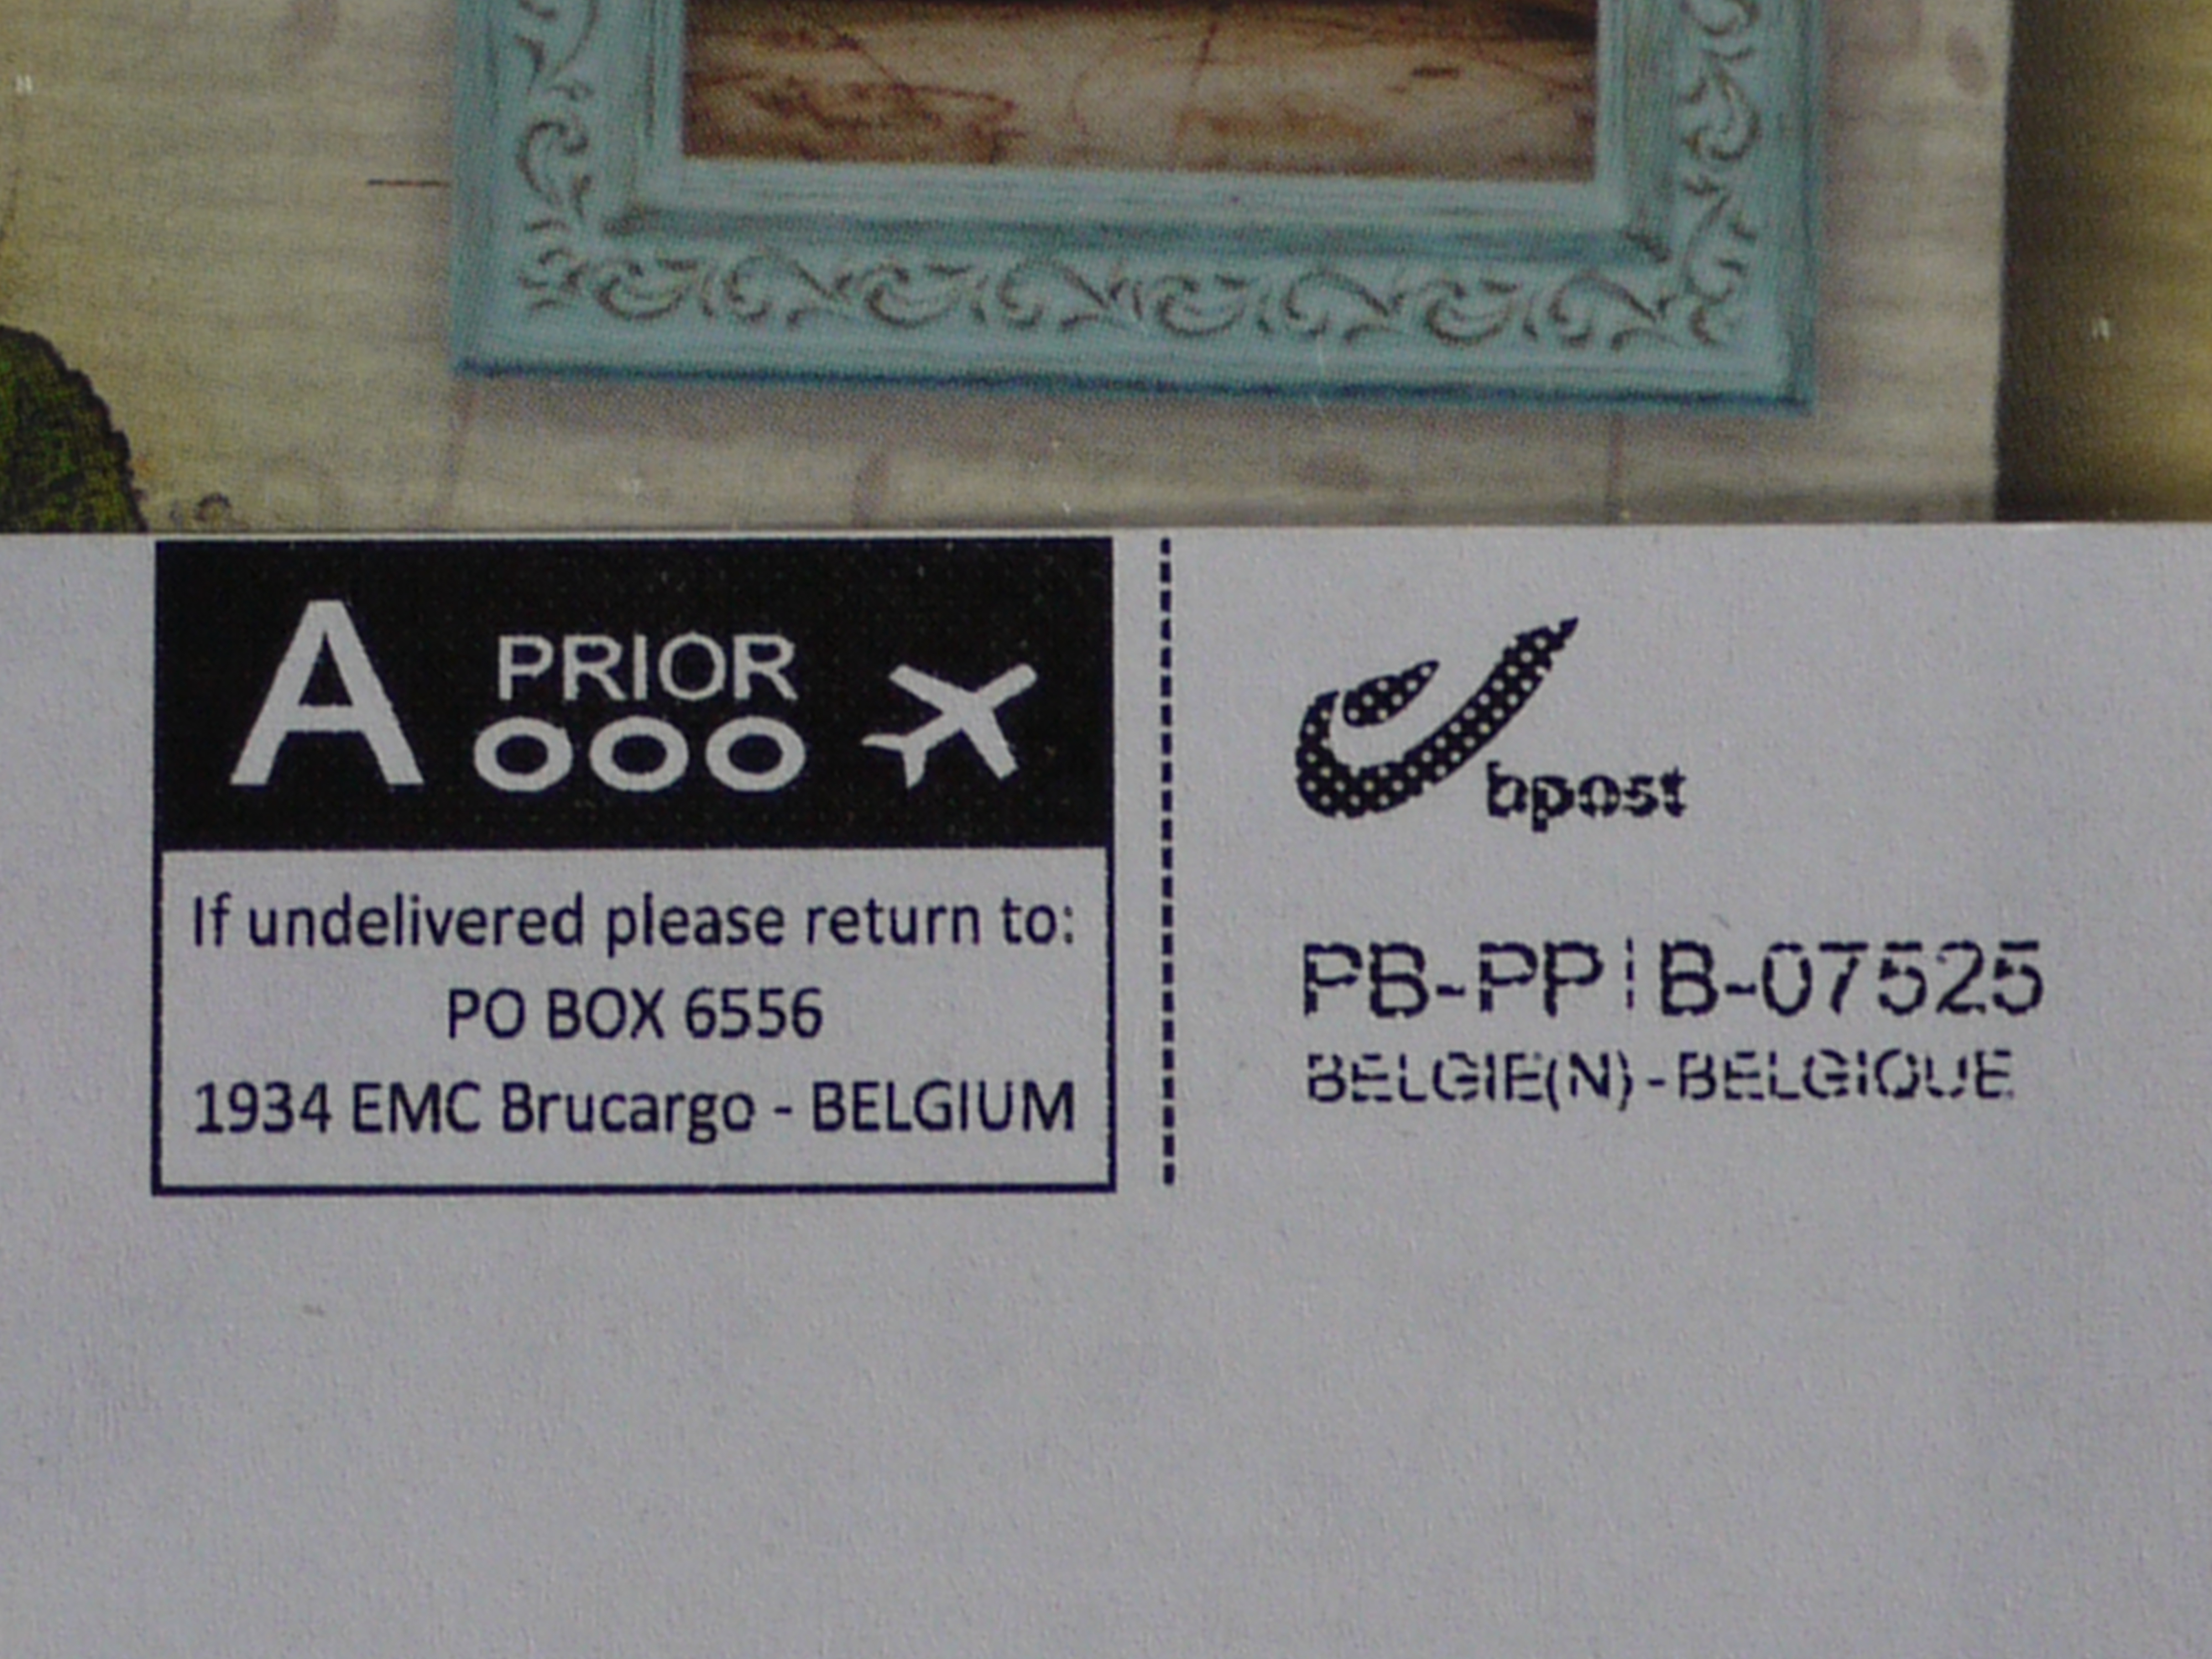 A PRIOR
If undelivered please return to:
PO BOX 6556
1934 EMC Brucargo - BELGIUM
bpost
PB-PP | B-07525
BELGIE(N) - BELGIQUE